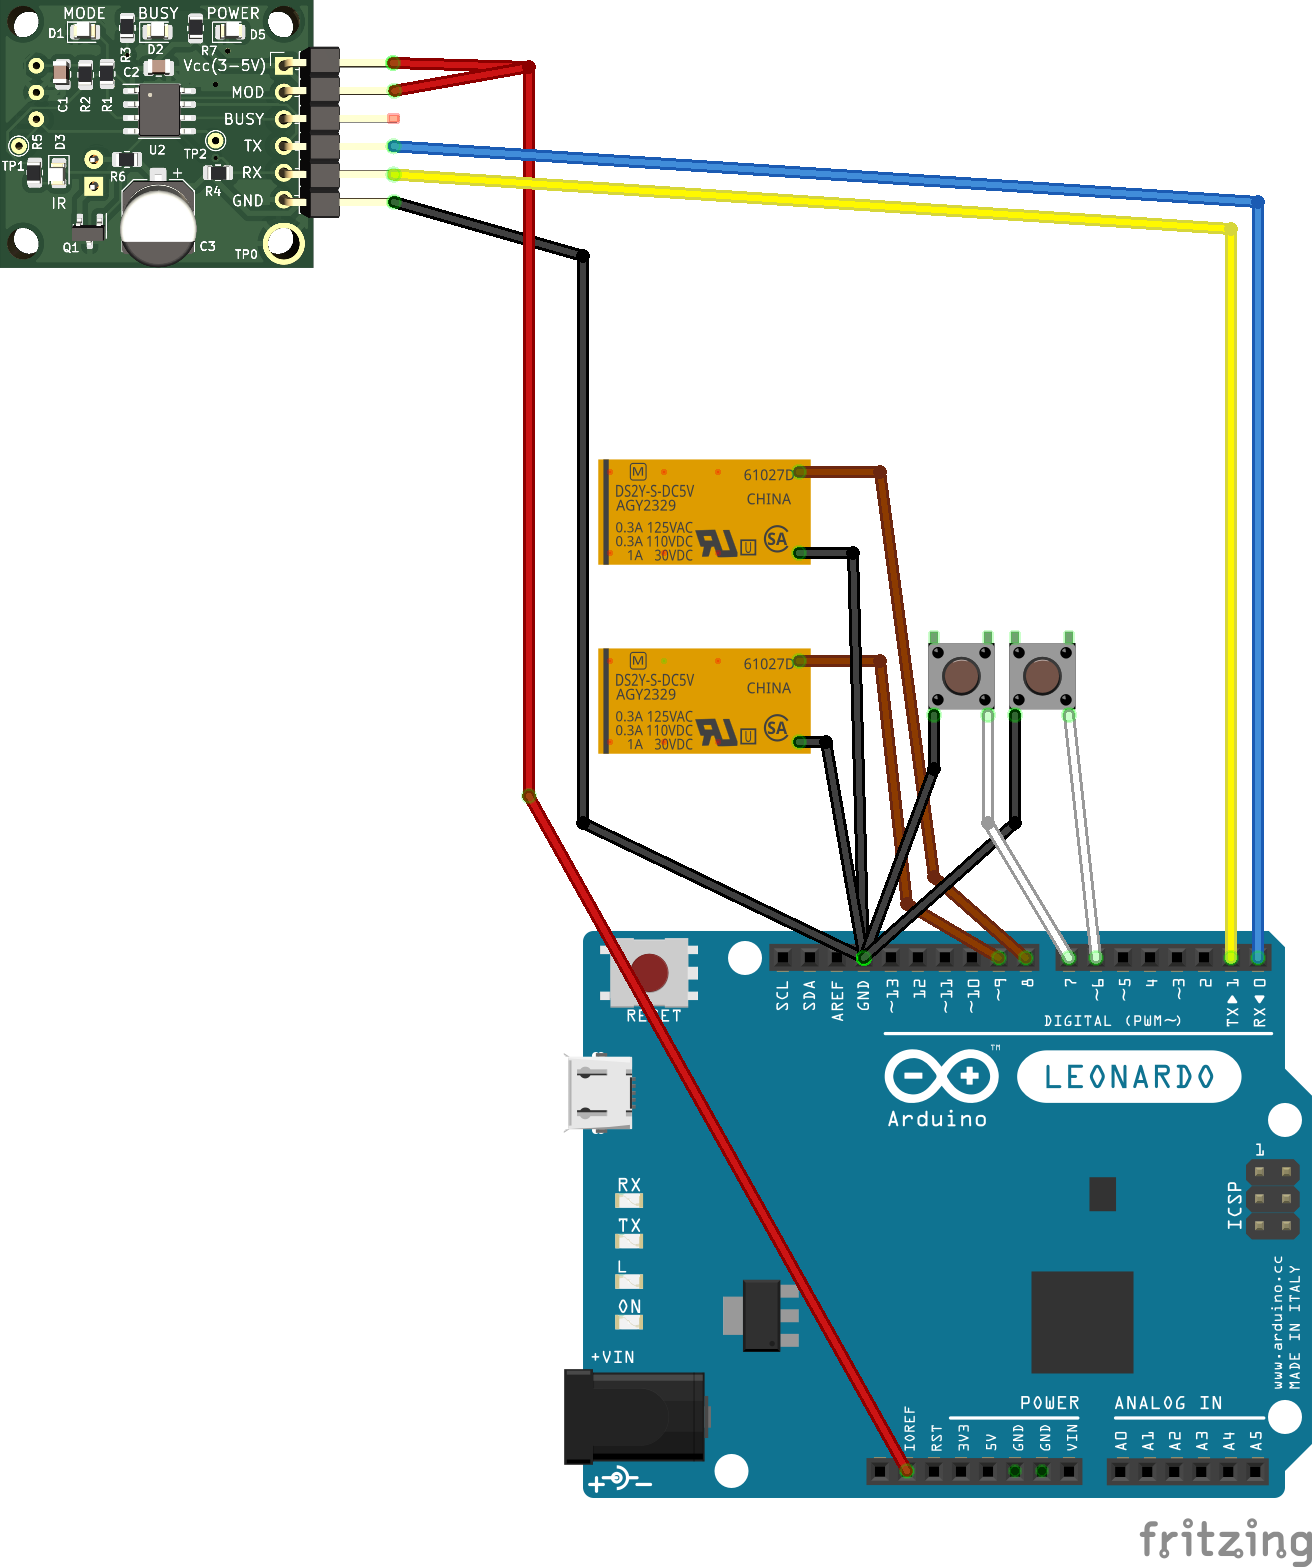 MODE BUSY POWER
D1 R3 D2 R7 D5
C2 Vcc(3-5V)
C1 R2 R1 MOD
BUSY
R5 D3 U2 TP2 TX
TP1 R6 + R4 RX
IR GND
Q1 C3 TP0
M 61027D
DS2Y-S-DC5V
AGY2329 CHINA
0.3A 125VAC
0.3A 110VDC
1A 30VDC
U SA
M 61027D
DS2Y-S-DC5V
AGY2329 CHINA
0.3A 125VAC
0.3A 110VDC
1A 30VDC
U SA
RESET
SCL SDA AREF GND ~13 12 ~11 ~10 ~9 8 7 ~6 ~5 4 ~3 2 TX▸1 RX◂0
DIGITAL (PWM~)
TM
LEONARDO
Arduino
1
ICSP
RX
TX
L
ON
+VIN
www.arduino.cc
MADE IN ITALY
POWER ANALOG IN
IOREF RST 3V3 5V GND GND VIN A0 A1 A2 A3 A4 A5
+ -
fritzing